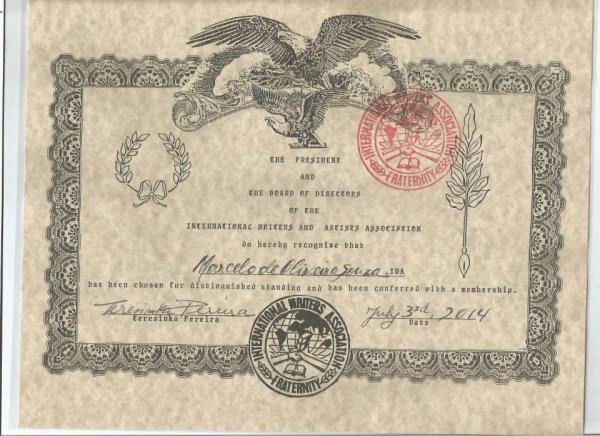 INTERNATIONAL WRITERS ASSOCIATION
FRATERNITY
THE PRESIDENT
AND
THE BOARD OF DIRECTORS
OF THE
INTERNATIONAL WRITERS AND ARTISTS ASSOCIATION
do hereby recognize that
Marcelo de Oliveira Souza, IWA
has been chosen for distinguished standing and has been conferred with a membership.
Teresinka Pereira July 3rd, 2014
Teresinka Pereira Date
INTERNATIONAL WRITERS ASSOCIATION
FRATERNITY